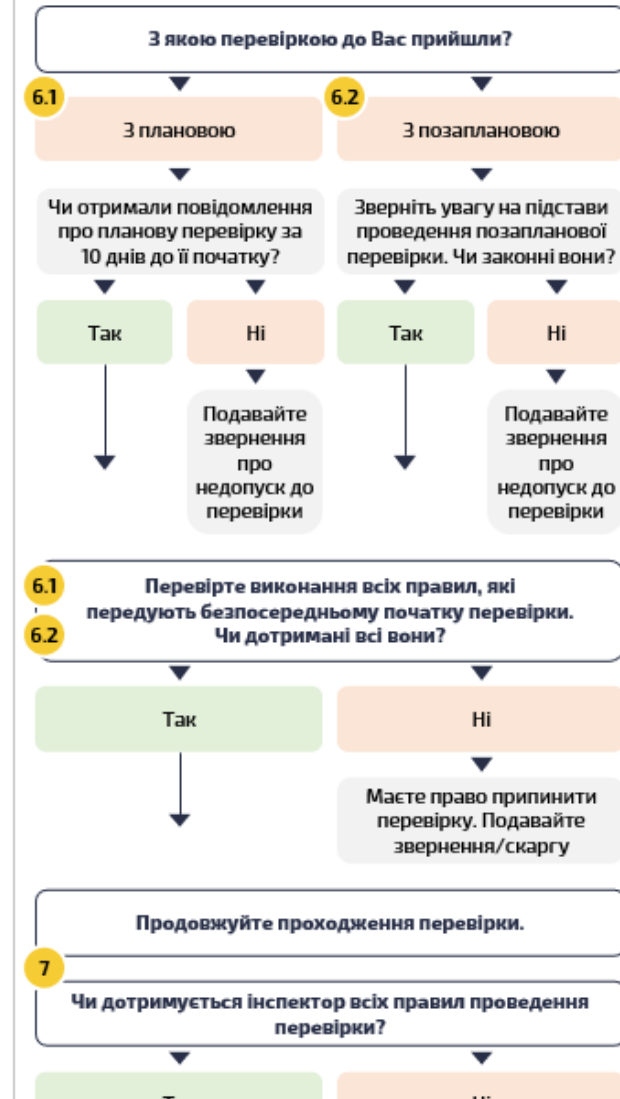 З якою перевіркою до Вас прийшли?
6.1
З плановою
6.2
З позаплановою
Чи отримали повідомлення
про планову перевірку за
10 днів до її початку?
Зверніть увагу на підстави
проведення позапланової
перевірки. Чи законні вони?
Так
Ні
Так
Ні
Подавайте
звернення
про
недопуск до
перевірки
Подавайте
звернення
про
недопуск до
перевірки
6.1
6.2
Перевірте виконання всіх правил, які
передують безпосередньому початку перевірки.
Чи дотримані всі вони?
Так
Ні
Маєте право припинити
перевірку. Подавайте
звернення/скаргу
Продовжуйте проходження перевірки.
7
Чи дотримується інспектор всіх правил проведення
перевірки?